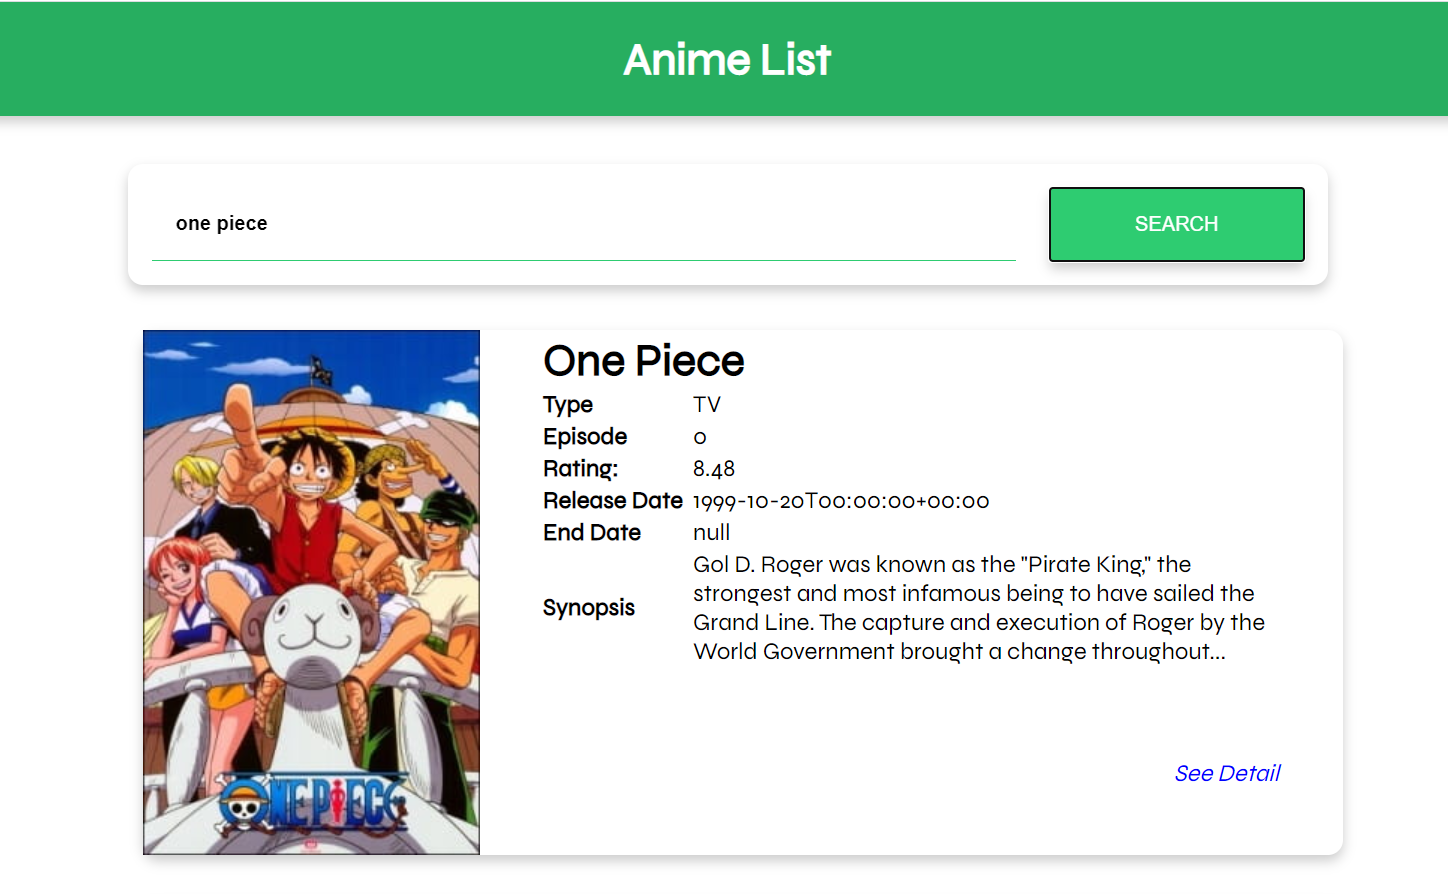 Anime List
one piece
SEARCH
One Piece
Type TV
Episode 0
Rating: 8.48
Release Date 1999-10-20T00:00:00+00:00
End Date null
Synopsis Gol D. Roger was known as the "Pirate King," the
strongest and most infamous being to have sailed the
Grand Line. The capture and execution of Roger by the
World Government brought a change throughout...
See Detail
ONE PIECE